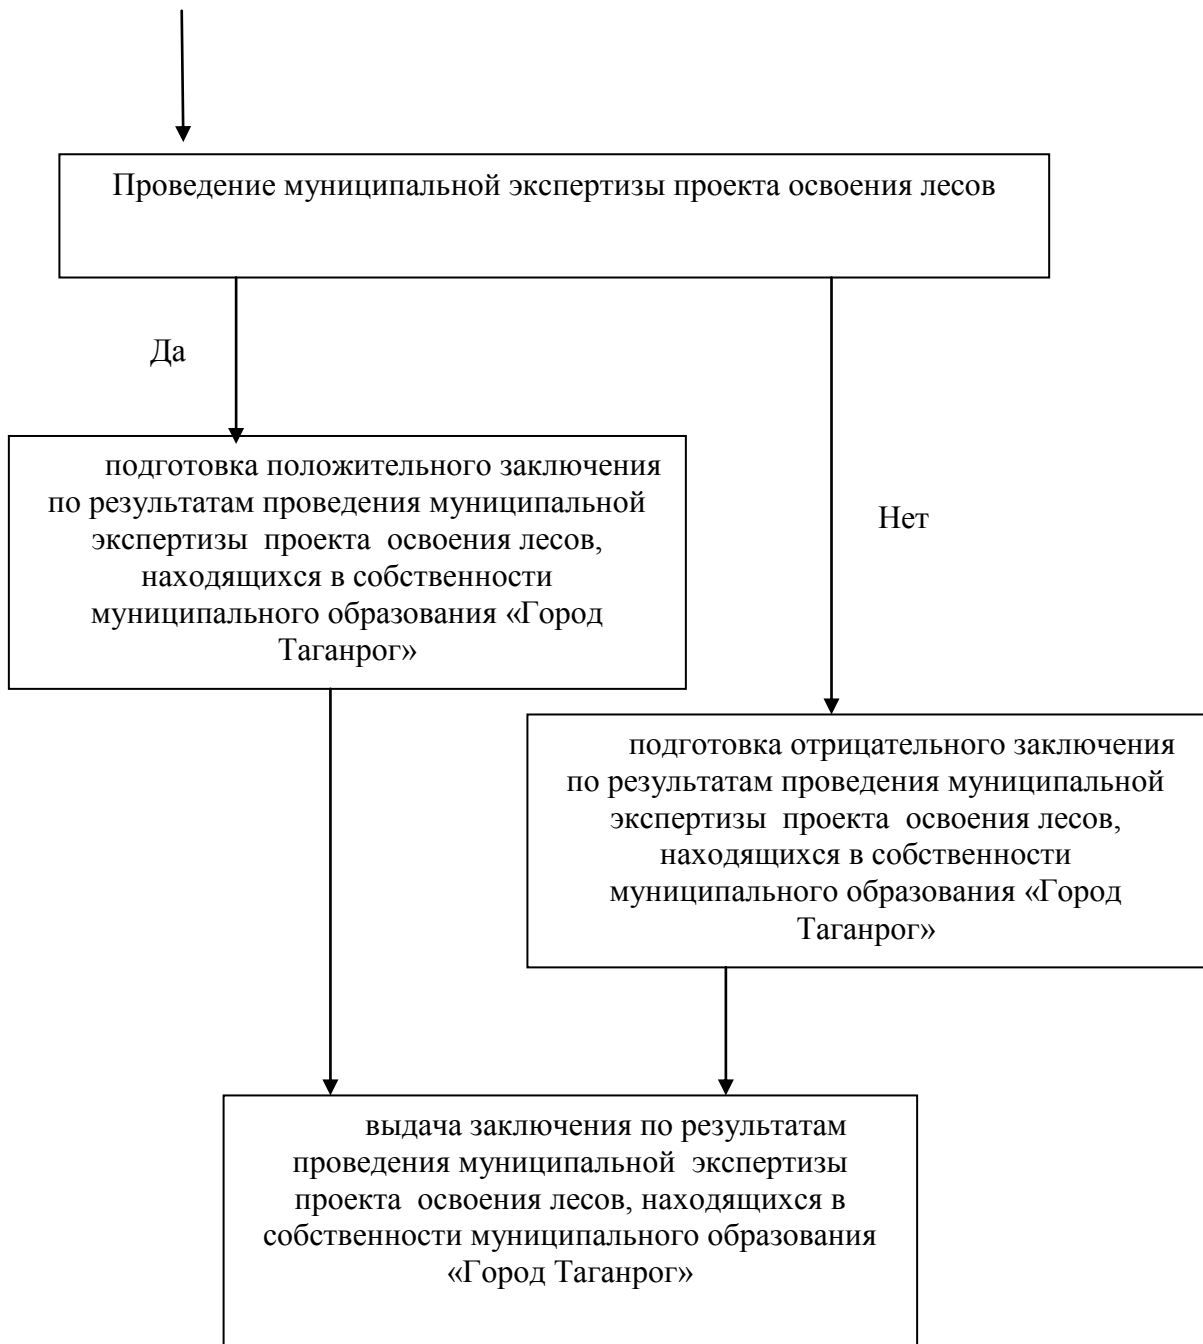 Проведение муниципальной экспертизы проекта освоения лесов
Да
подготовка положительного заключения
по результатам проведения муниципальной
экспертизы проекта освоения лесов,
находящихся в собственности
муниципального образования «Город
Таганрог»
Нет
подготовка отрицательного заключения
по результатам проведения муниципальной
экспертизы проекта освоения лесов,
находящихся в собственности
муниципального образования «Город
Таганрог»
выдача заключения по результатам
проведения муниципальной экспертизы
проекта освоения лесов, находящихся в
собственности муниципального образования
«Город Таганрог»